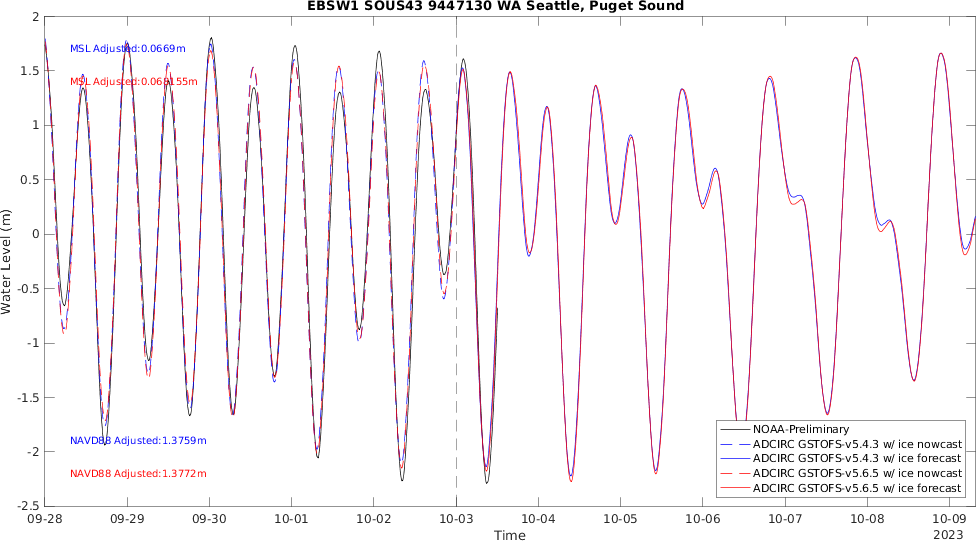 EBSW1 SOUS43 9447130 WA Seattle, Puget Sound
2
1.5
1
0.5
0
-0.5
-1
-1.5
-2
-2.5
Water Level (m)
MSL Adjusted:0.0669m
NAVD88 Adjusted:1.3759m
NAVD88 Adjusted:1.3772m
NOAA-Preliminary
ADCIRC GSTOFS-v5.4.3 w/ ice nowcast
ADCIRC GSTOFS-v5.4.3 w/ ice forecast
ADCIRC GSTOFS-v5.6.5 w/ ice nowcast
ADCIRC GSTOFS-v5.6.5 w/ ice forecast
09-28 09-29 09-30 10-01 10-02 10-03 10-04 10-05 10-06 10-07 10-08 10-09
2023
Time